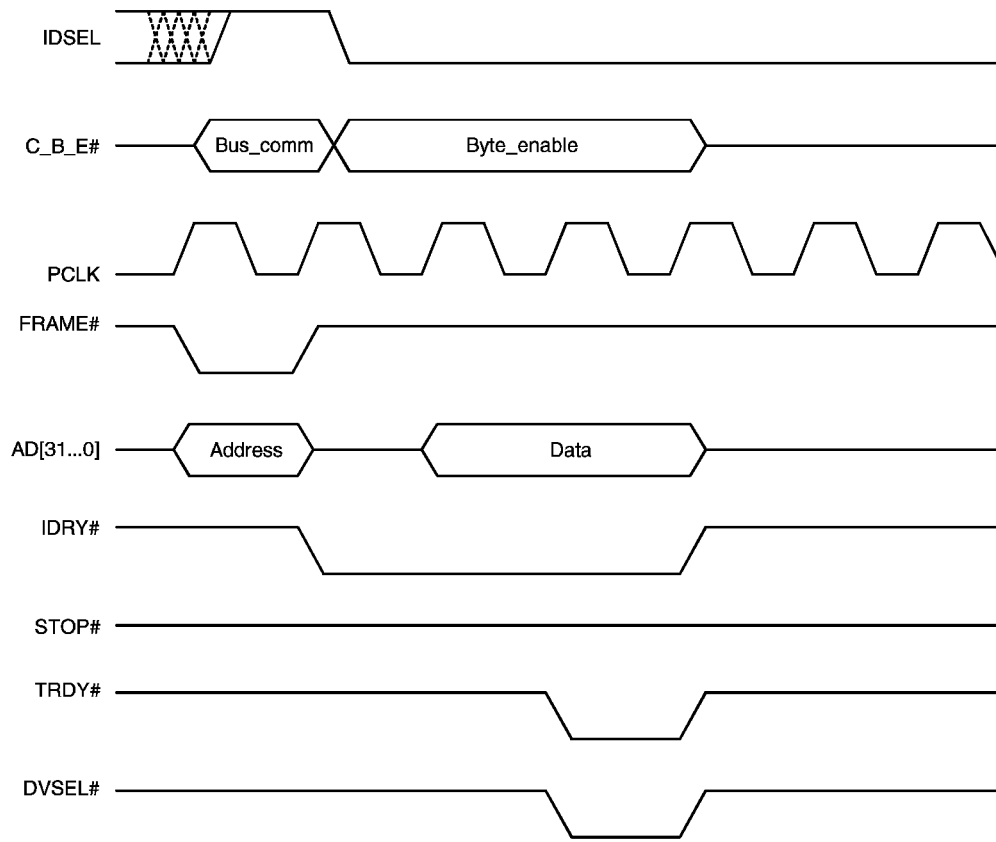 IDSEL
C_B_E#
Bus_comm
Byte_enable
PCLK
FRAME#
AD[31...0]
Address
Data
IDRY#
STOP#
TRDY#
DVSEL#